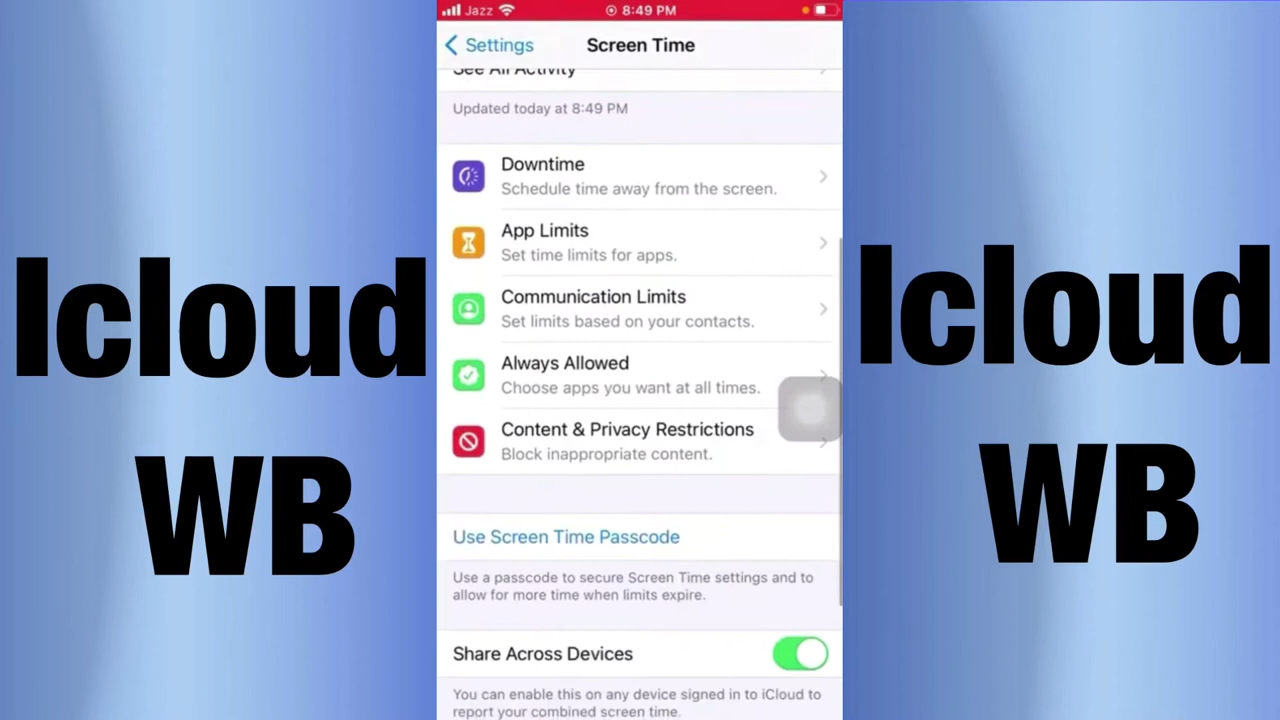 Jazz 8:49 PM
Settings Screen Time
See All Activity
Updated today at 8:49 PM
Downtime
Schedule time away from the screen.
App Limits
Set time limits for apps.
Communication Limits
Set limits based on your contacts.
Always Allowed
Choose apps you want at all times.
Content & Privacy Restrictions
Block inappropriate content.
Use Screen Time Passcode
Use a passcode to secure Screen Time settings and to
allow for more time when limits expire.
Share Across Devices
You can enable this on any device signed in to iCloud to
report your combined screen time.
Icloud
WB
Icloud
WB